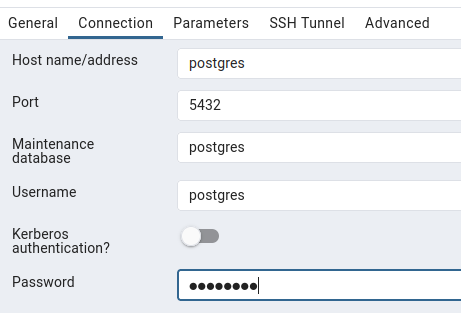 General Connection Parameters SSH Tunnel Advanced
Host name/address postgres
Port 5432
Maintenance database postgres
Username postgres
Kerberos authentication?
Password ●●●●●●●●